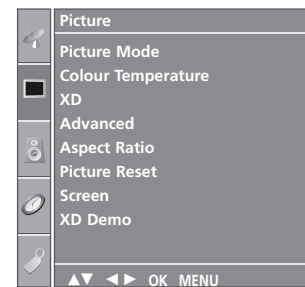 Picture
Picture Mode
Colour Temperature
XD
Advanced
Aspect Ratio
Picture Reset
Screen
XD Demo
▲▼ ◄► OK MENU